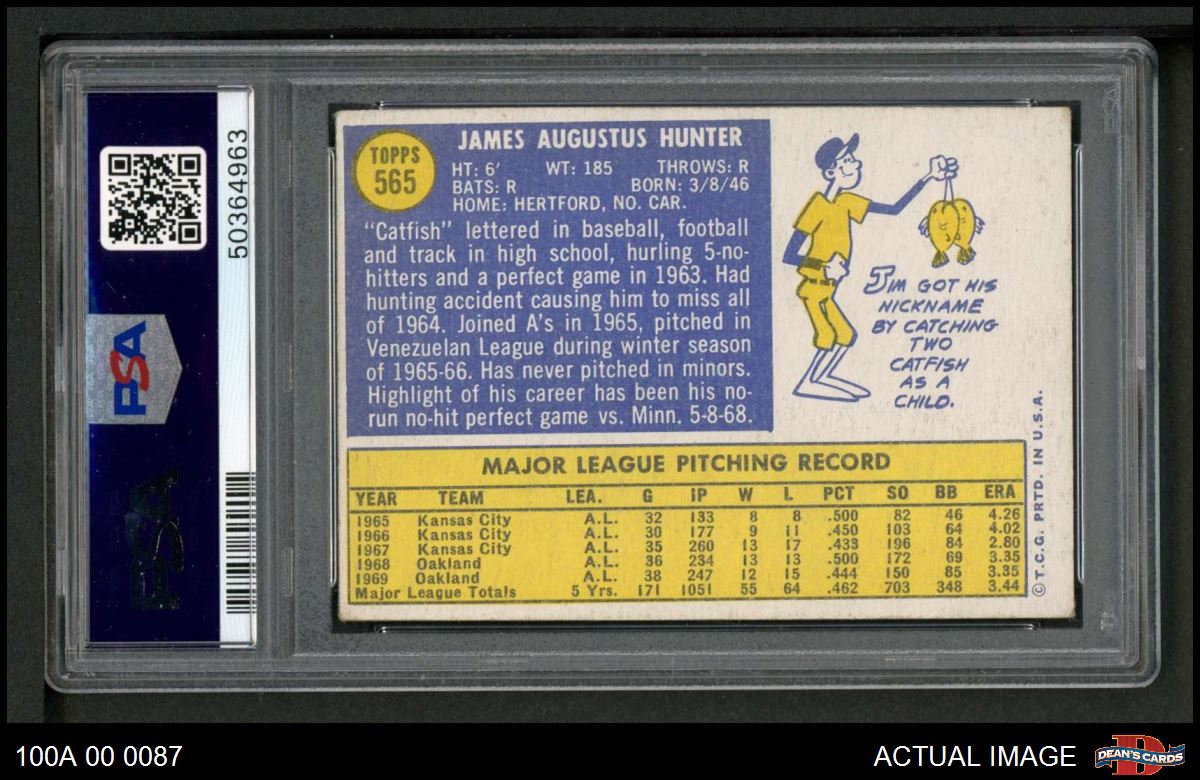 50364963
PSA
PSA
TOPPS
565
JAMES AUGUSTUS HUNTER
HT: 6' WT: 185 THROWS: R
BATS: R BORN: 3/8/46
HOME: HERTFORD, NO. CAR.
"Catfish" lettered in baseball, football
and track in high school, hurling 5-no-
hitters and a perfect game in 1963. Had
hunting accident causing him to miss all
of 1964. Joined A's in 1965, pitched in
Venezuelan League during winter season
of 1965-66. Has never pitched in minors.
Highlight of his career has been his no-
run no-hit perfect game vs. Minn. 5-8-68.
JIM GOT HIS
NICKNAME
BY CATCHING
TWO
CATFISH
AS A
CHILD.
MAJOR LEAGUE PITCHING RECORD
YEAR TEAM LEA. G IP W L PCT SO BB ERA
1965 Kansas City A.L. 32 133 8 8 .500 82 46 4.26
1966 Kansas City A.L. 30 177 9 11 .450 103 64 4.02
1967 Kansas City A.L. 35 260 13 17 .433 196 84 2.80
1968 Oakland A.L. 36 234 13 13 .500 172 69 3.35
1969 Oakland A.L. 38 247 12 15 .444 150 85 3.35
Major League Totals 5 Yrs. 171 1051 55 64 .462 703 348 3.44
© T.C.G. PRTD. IN U.S.A.
100A 00 0087
ACTUAL IMAGE
DEAN'S CARDS